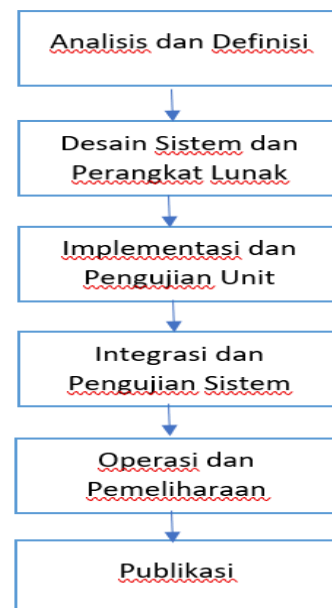 Analisis dan Definisi
Desain Sistem dan
Perangkat Lunak
Implementasi dan
Pengujian Unit
Integrasi dan
Pengujian Sistem
Operasi dan
Pemeliharaan
Publikasi